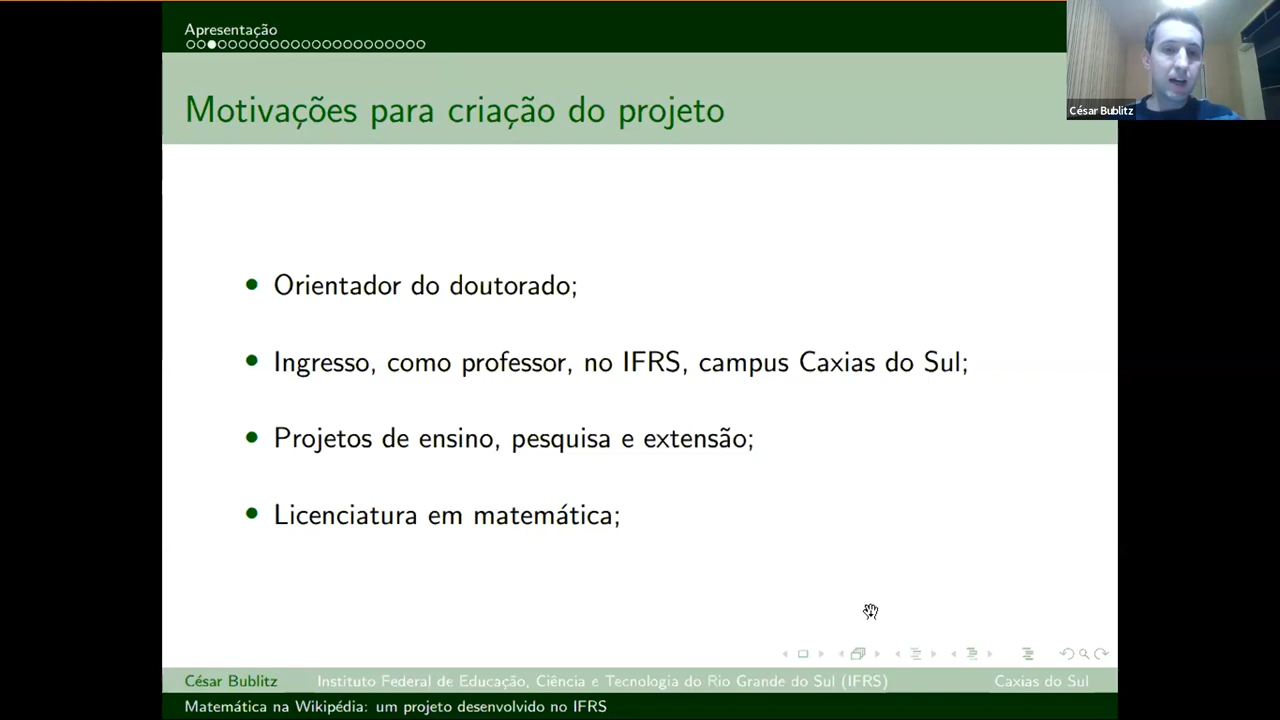 Apresentação
Motivações para criação do projeto
César Bublitz
Orientador do doutorado;
Ingresso, como professor, no IFRS, campus Caxias do Sul;
Projetos de ensino, pesquisa e extensão;
Licenciatura em matemática;
César Bublitz Instituto Federal de Educação, Ciência e Tecnologia do Rio Grande do Sul (IFRS) Caxias do Sul
Matemática na Wikipédia: um projeto desenvolvido no IFRS